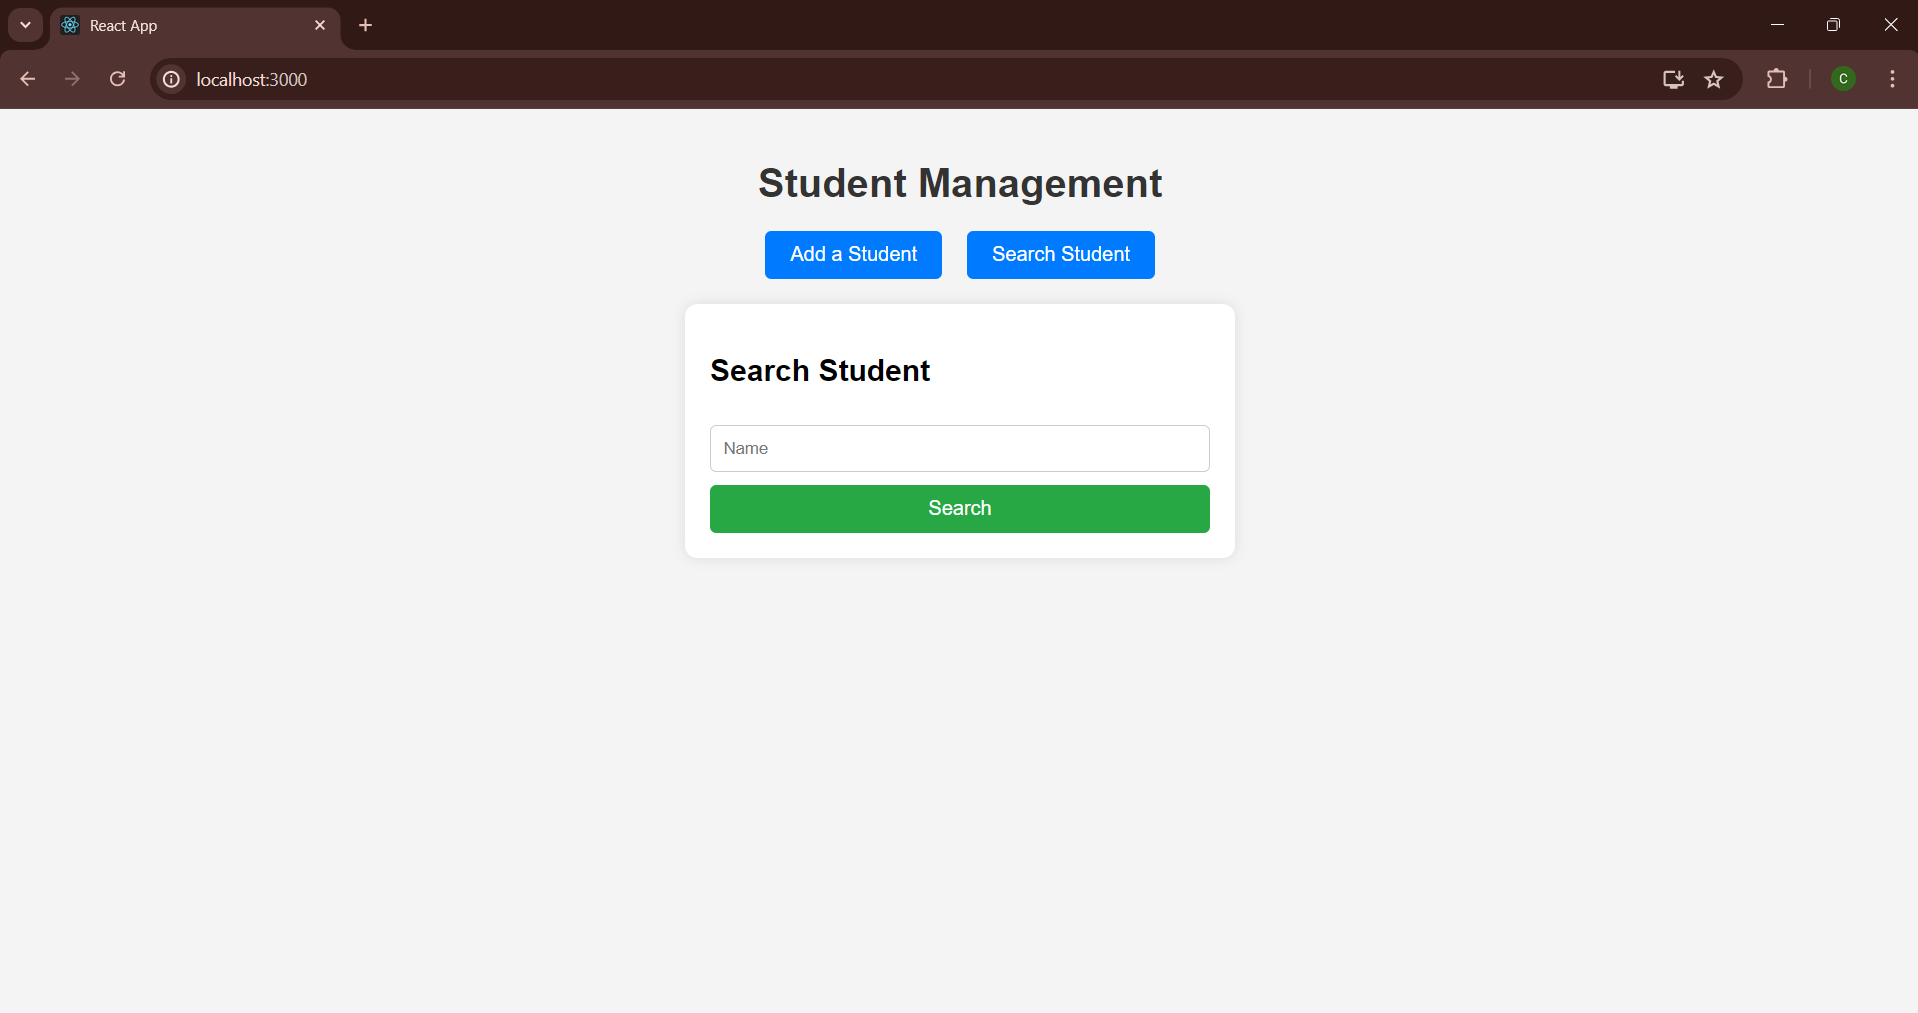 React App
localhost:3000
C
Student Management
Add a Student Search Student
Search Student
Name
Search